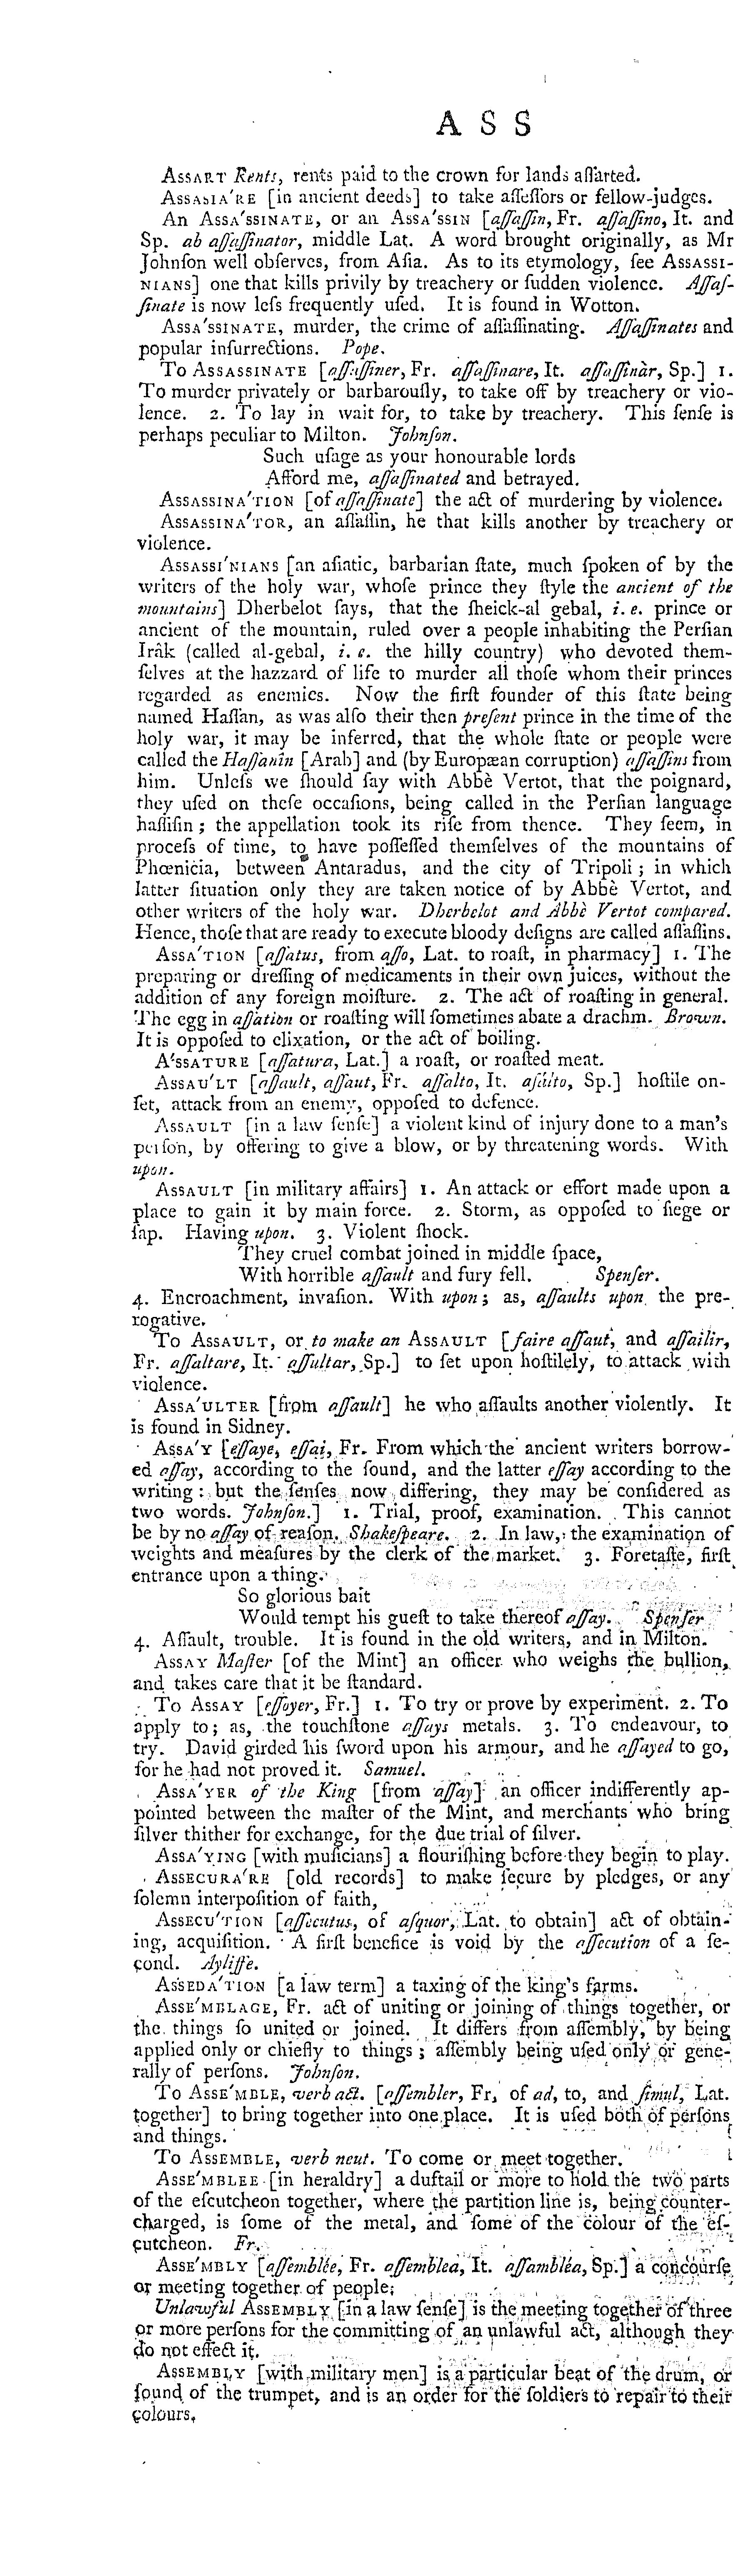 A S S
ASSART Rents, rents paid to the crown for lands aſſarted.
ASSASIA'RE [in ancient deeds] to take aſſeſſors or fellow-judges.
An ASSA'SSINATE, or an ASSA'SSIN [aſſaſſin, Fr. aſſaſſino, It. and
Sp. ab aſſaſſinator, middle Lat. A word brought originally, as Mr
Johnſon well obſerves, from Aſia. As to its etymology, ſee ASSASSI-
NIANS] one that kills privily by treachery or ſudden violence. Aſſaſ-
ſinate is now leſs frequently uſed. It is found in Wotton.
ASSA'SSINATE, murder, the crime of aſſaſſinating. Aſſaſſinates and
popular inſurrections. Pope.
To ASSASSINATE [aſſaſſiner, Fr. aſſaſſinare, It. aſſaſſinàr, Sp.] 1.
To murder privately or barbarouſly, to take off by treachery or vio-
lence. 2. To lay in wait for, to take by treachery. This ſenſe is
perhaps peculiar to Milton. Johnſon.
Such uſage as your honourable lords
Afford me, aſſaſſinated and betrayed.
ASSASSINA'TION [of aſſaſſinate] the act of murdering by violence.
ASSASSINA'TOR, an aſſaſſin, he that kills another by treachery or
violence.
ASSASSI'NIANS [an aſiatic, barbarian ſtate, much ſpoken of by the
writers of the holy war, whoſe prince they ſtyle the ancient of the
mountains] Dherbelot ſays, that the ſheick-al gebal, i. e. prince or
ancient of the mountain, ruled over a people inhabiting the Perſian
Irâk (called al-gebal, i. e. the hilly country) who devoted them-
ſelves at the hazzard of life to murder all thoſe whom their princes
regarded as enemies. Now the firſt founder of this ſtate being
named Haſſan, as was alſo their then preſent prince in the time of the
holy war, it may be inferred, that the whole ſtate or people were
called the Haſſanin [Arab] and (by Europæan corruption) aſſaſſins from
him. Unleſs we ſhould ſay with Abbè Vertot, that the poignard,
they uſed on theſe occaſions, being called in the Perſian language
haſſiſin; the appellation took its riſe from thence. They ſeem, in
proceſs of time, to have poſſeſſed themſelves of the mountains of
Phœnicia, between Antaradus, and the city of Tripoli; in which
latter ſituation only they are taken notice of by Abbè Vertot, and
other writers of the holy war. Dherbelot and Abbè Vertot compared.
Hence, thoſe that are ready to execute bloody deſigns are called aſſaſſins.
ASSA'TION [aſſatus, from aſſo, Lat. to roaſt, in pharmacy] 1. The
preparing or dreſſing of medicaments in their own juices, without the
addition of any foreign moiſture. 2. The act of roaſting in general.
The egg in aſſation or roaſting will ſometimes abate a drachm. Brown.
It is oppoſed to elixation, or the act of boiling.
A'SSATURE [aſſatura, Lat.] a roaſt, or roaſted meat.
ASSAU'LT [aſſault, aſſaut, Fr. aſſalto, It. aſálto, Sp.] hoſtile on-
ſet, attack from an enemy, oppoſed to defence.
ASSAULT [in a law ſenſe] a violent kind of injury done to a man's
perſon, by offering to give a blow, or by threatening words. With
upon.
ASSAULT [in military affairs] 1. An attack or effort made upon a
place to gain it by main force. 2. Storm, as oppoſed to ſiege or
ſap. Having upon. 3. Violent ſhock.
They cruel combat joined in middle ſpace,
With horrible aſſault and fury fell. Spenſer.
4. Encroachment, invaſion. With upon; as, aſſaults upon the pre-
rogative.
To ASSAULT, or to make an ASSAULT [faire aſſaut, and aſſailir,
Fr. aſſaltare, It. aſſultar, Sp.] to ſet upon hoſtilely, to attack with
violence.
ASSA'ULTER [from aſſault] he who aſſaults another violently. It
is found in Sidney.
ASSA'Y [eſſaye, eſſai, Fr. From which the ancient writers borrow-
ed aſſay, according to the ſound, and the latter eſſay according to the
writing: but the ſenſes now differing, they may be conſidered as
two words. Johnſon.] 1. Trial, proof, examination. This cannot
be by no aſſay of reaſon. Shakeſpeare. 2. In law, the examination of
weights and meaſures by the clerk of the market. 3. Foretaſte, firſt
entrance upon a thing.
So glorious bait
Would tempt his gueſt to take thereof aſſay. Spenſer
4. Aſſault, trouble. It is found in the old writers, and in Milton.
ASSAY Maſter [of the Mint] an officer who weighs the bullion,
and takes care that it be ſtandard.
To ASSAY [eſſoyer, Fr.] 1. To try or prove by experiment. 2. To
apply to; as, the touchſtone aſſays metals. 3. To endeavour, to
try. David girded his ſword upon his armour, and he aſſayed to go,
for he had not proved it. Samuel.
ASSA'YER of the King [from aſſay] an officer indifferently ap-
pointed between the maſter of the Mint, and merchants who bring
ſilver thither for exchange, for the due trial of ſilver.
ASSA'YING [with muſicians] a flouriſhing before they begin to play.
ASSECURA'RE [old records] to make ſecure by pledges, or any
ſolemn interpoſition of faith,
ASSECU'TION [aſſecutus, of aſquor, Lat. to obtain] act of obtain-
ing, acquiſition. A firſt benefice is void by the aſſecution of a ſe-
cond. Ayliffe.
ASSEDA'TION [a law term] a taxing of the king's farms.
ASSE'MBLAGE, Fr. act of uniting or joining of things together, or
the things ſo united or joined. It differs from aſſembly, by being
applied only or chiefly to things; aſſembly being uſed only or gene-
rally of perſons. Johnſon.
To ASSE'MBLE, verb act. [aſſembler, Fr, of ad, to, and ſimul, Lat.
together] to bring together into one place. It is uſed both of perſons
and things.
To ASSEMBLE, verb neut. To come or meet together.
ASSE'MBLEE [in heraldry] a duftail or more to hold the two parts
of the eſcutcheon together, where the partition line is, being counter-
charged, is ſome of the metal, and ſome of the colour of the eſ-
cutcheon. Fr.
ASSE'MBLY [aſſemblée, Fr. aſſemblea, It. aſſambléa, Sp.] a concourſe
or meeting together of people;
Unlawful ASSEMBLY [in a law ſenſe] is the meeting together of three
or more perſons for the committing of an unlawful act, although they
do not effect it.
ASSEMBLY [with military men] is a particular beat of the drum, or
ſound of the trumpet, and is an order for the ſoldiers to repair to their
colours.